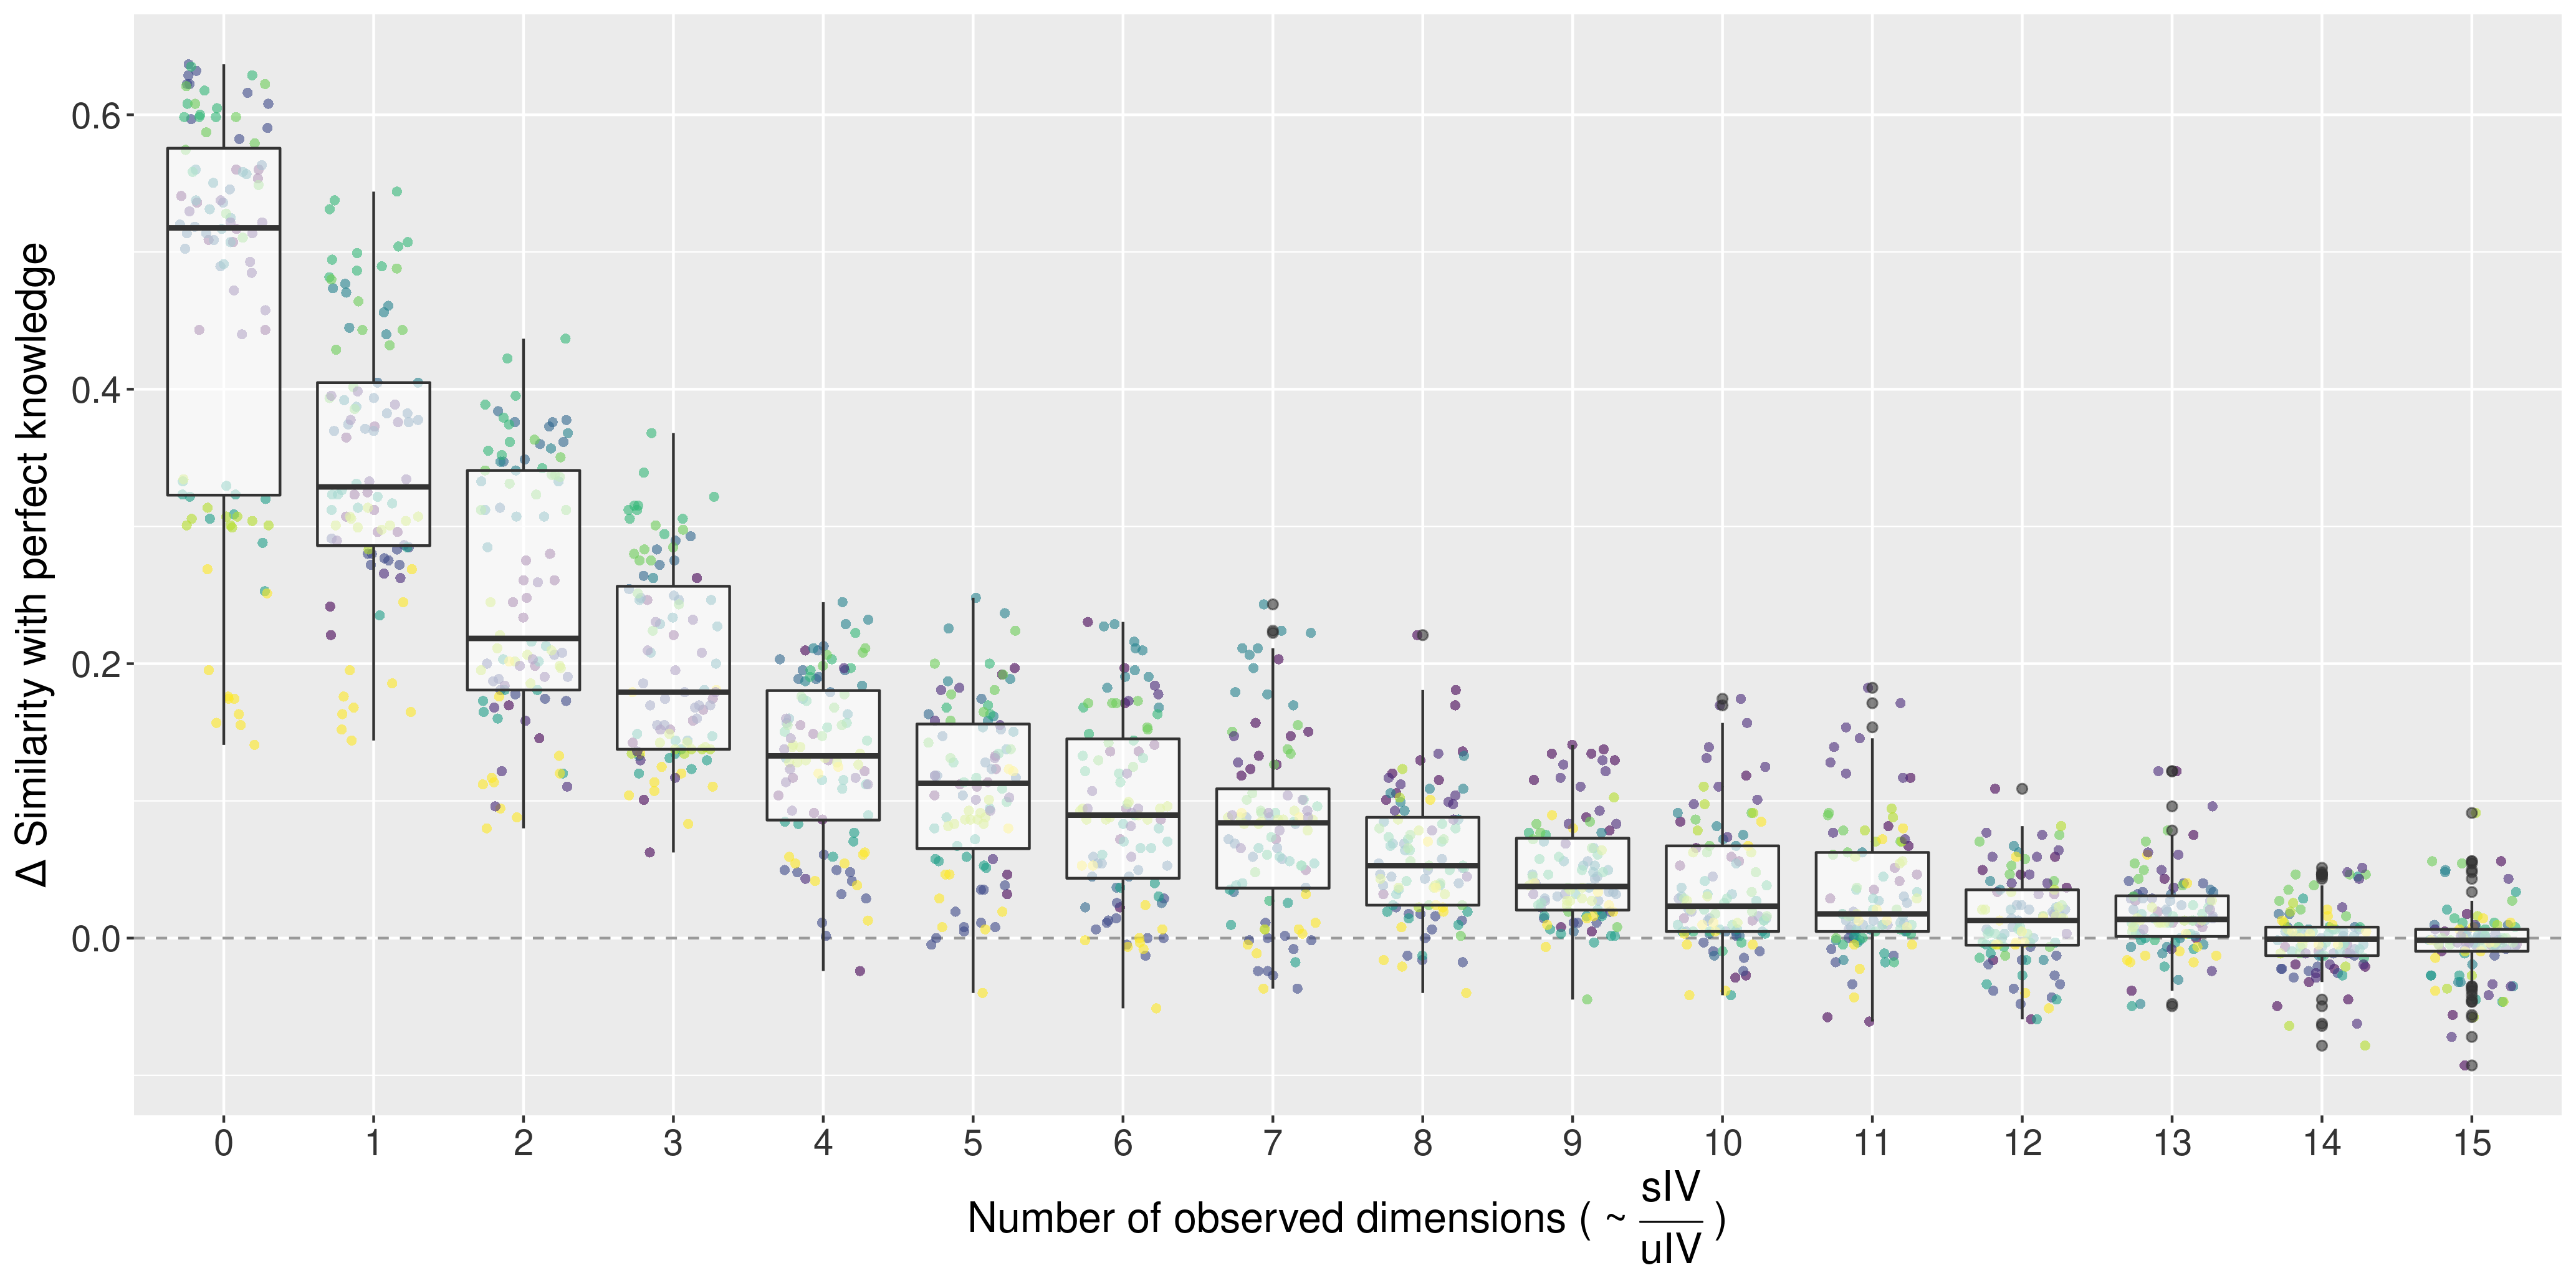 Δ Similarity with perfect knowledge
0.6
0.4
0.2
0.0
0 1 2 3 4 5 6 7 8 9 10 11 12 13 14 15
Number of observed dimensions ( ~ sIV
uIV )